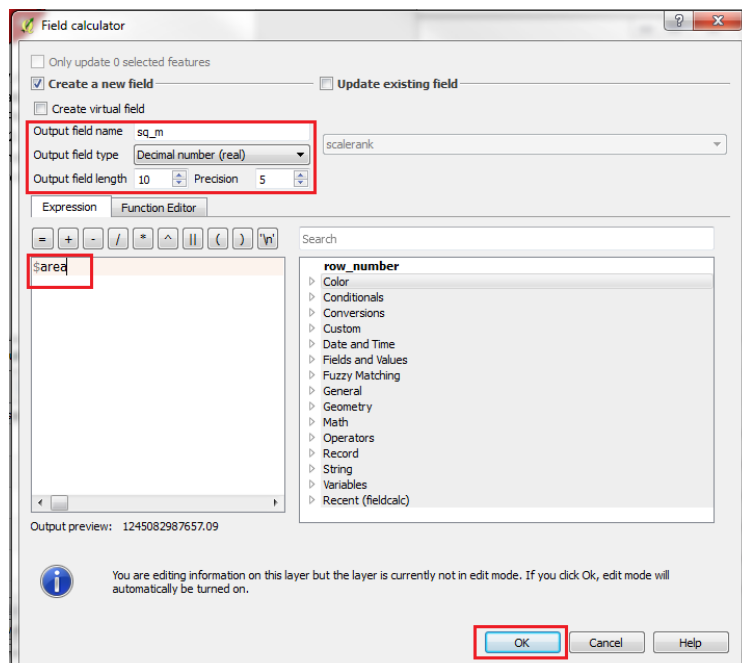 Field calculator
?
X
Only update 0 selected features
Create a new field
Update existing field
Create virtual field
Output field name sq_m
Output field type Decimal number (real)
scalerank
Output field length 10 Precision 5
Expression Function Editor
= + - / * ^ || ( ) '\n'
Search
$area
row_number
Color
Conditionals
Conversions
Custom
Date and Time
Fields and Values
Fuzzy Matching
General
Geometry
Math
Operators
Record
String
Variables
Recent (fieldcalc)
Output preview: 1245082987657.09
i
You are editing information on this layer but the layer is currently not in edit mode. If you click Ok, edit mode will
automatically be turned on.
OK Cancel Help